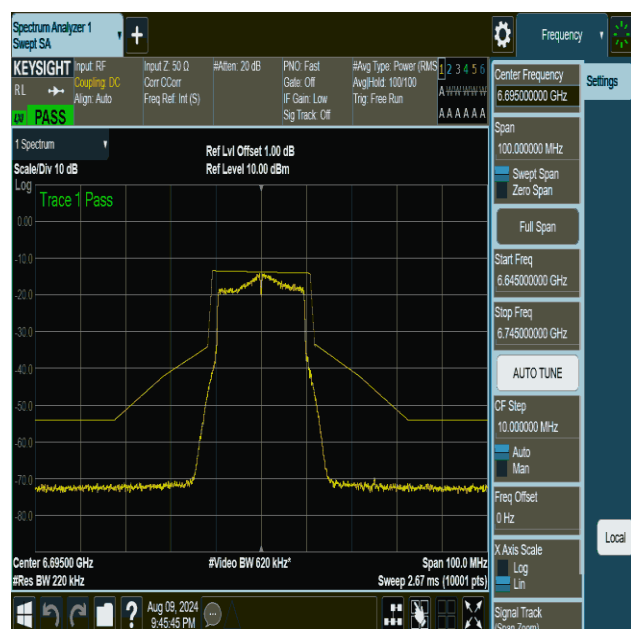 Spectrum Analyzer 1
Swept SA
Frequency
KEYSIGHT
RL
PASS
Input: RF
Coupling: DC
Align: Auto
Input Z: 50 Ω
Corr CCorr
Freq Ref: Int (S)
#Atten: 20 dB
PNO: Fast
Gate: Off
IF Gain: Low
Sig Track: Off
#Avg Type: Power (RMS
Avg|Hold: 100/100
Trig: Free Run
1 2 3 4 5 6
A W W W W W
A A A A A A
1 Spectrum
Scale/Div 10 dB
Ref Lvl Offset 1.00 dB
Ref Level 10.00 dBm
Log
Trace 1 Pass
0.00
-10.0
-20.0
-30.0
-40.0
-50.0
-60.0
-70.0
-80.0
Center 6.69500 GHz
#Res BW 220 kHz
#Video BW 620 kHz*
Span 100.0 MHz
Sweep 2.67 ms (10001 pts)
?
Aug 09, 2024
9:45:45 PM
Center Frequency
6.695000000 GHz
Settings
Span
100.000000 MHz
Swept Span
Zero Span
Full Span
Start Freq
6.645000000 GHz
Stop Freq
6.745000000 GHz
AUTO TUNE
CF Step
10.000000 MHz
Auto
Man
Freq Offset
0 Hz
X Axis Scale
Log
Lin
Local
Signal Track
(Span Zoom)